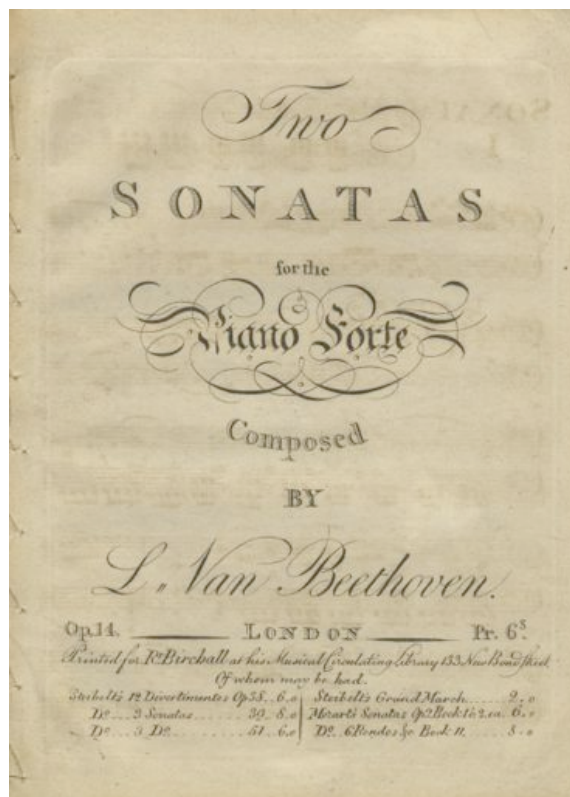 Two
SONATAS
for the
Piano Forte
Composed
BY
L. Van Beethoven.
Op.14. LONDON Pr. 6s.
Printed for Rt Birchall at his Musical Circulating Library 133 New Bond Street
Of whom may be had.
Steibelt's 12 Divertimentos Op 38.. 6.0 Steibelt's Grand March...... 2.0
Do....3 Sonatas....... 39.. 8.0 Mozart's Sonatas Op 2 Book 1 & 2. ea. 6.0
Do....3 Do......... 51.. 6.0 Do.. 6 Rondos &c Book 11....... 8.0